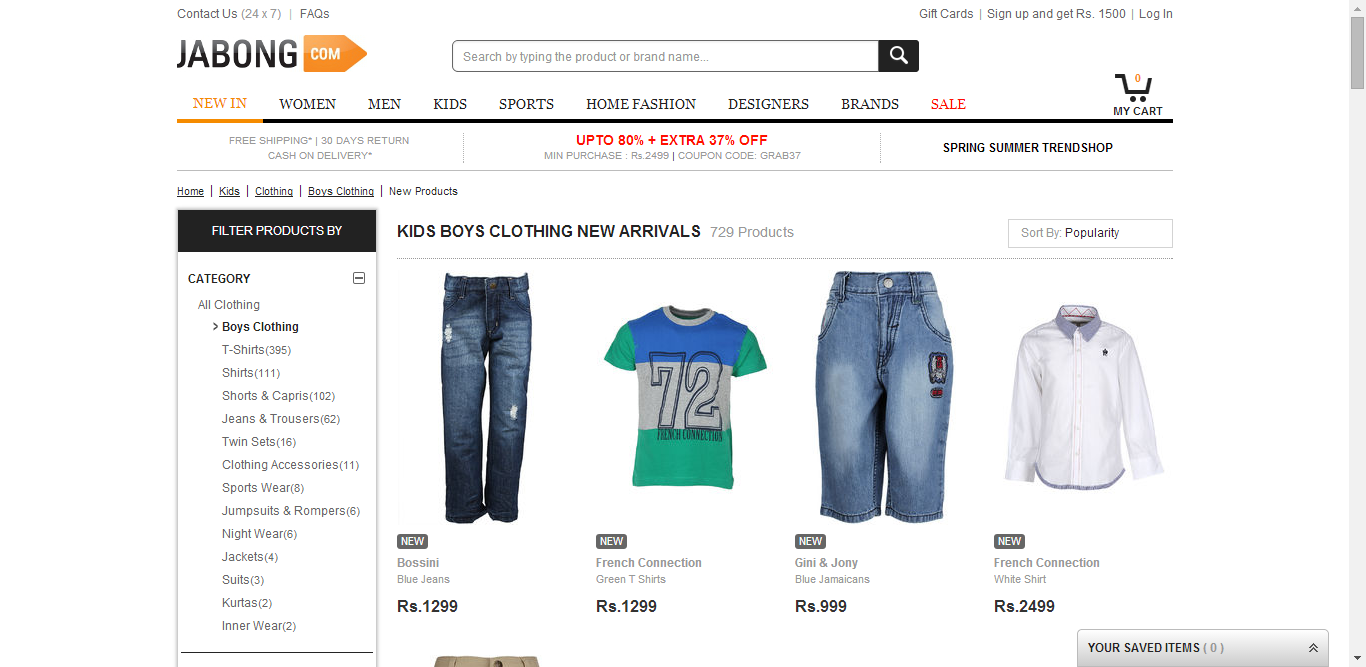 Contact Us (24 x 7) | FAQs
Gift Cards | Sign up and get Rs. 1500 | Log In
JABONG COM
Search by typing the product or brand name...
0
MY CART
NEW IN WOMEN MEN KIDS SPORTS HOME FASHION DESIGNERS BRANDS SALE
FREE SHIPPING* | 30 DAYS RETURN
CASH ON DELIVERY*
UPTO 80% + EXTRA 37% OFF
MIN PURCHASE : Rs.2499 | COUPON CODE: GRAB37
SPRING SUMMER TRENDSHOP
Home | Kids | Clothing | Boys Clothing | New Products
FILTER PRODUCTS BY
CATEGORY
All Clothing
> Boys Clothing
T-Shirts(395)
Shirts(111)
Shorts & Capris(102)
Jeans & Trousers(62)
Twin Sets(16)
Clothing Accessories(11)
Sports Wear(8)
Jumpsuits & Rompers(6)
Night Wear(6)
Jackets(4)
Suits(3)
Kurtas(2)
Inner Wear(2)
KIDS BOYS CLOTHING NEW ARRIVALS 729 Products
Sort By: Popularity
72
FRENCH CONNECTION
NEW
Bossini
Blue Jeans
Rs.1299
NEW
French Connection
Green T Shirts
Rs.1299
NEW
Gini & Jony
Blue Jamaicans
Rs.999
NEW
French Connection
White Shirt
Rs.2499
YOUR SAVED ITEMS ( 0 )